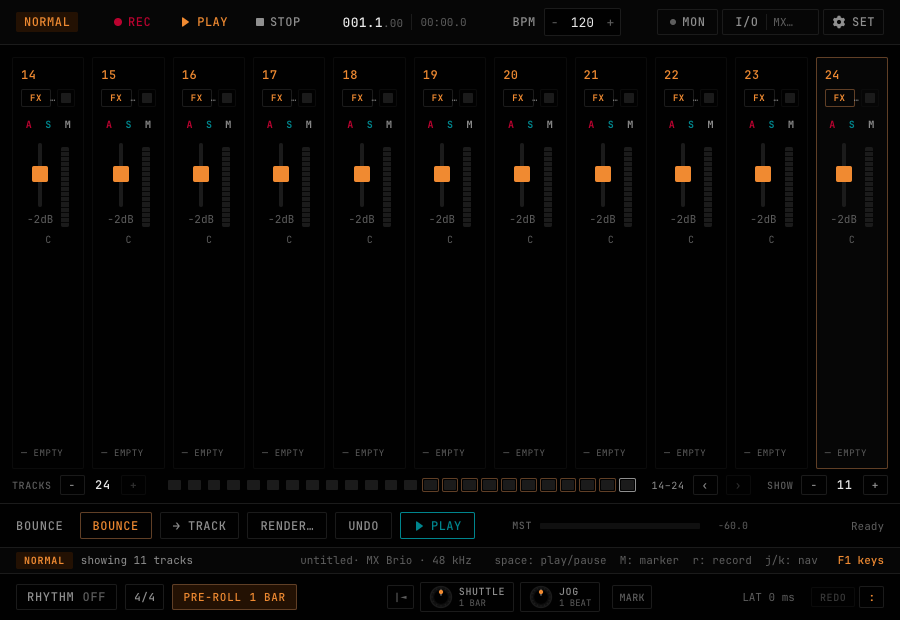 NORMAL REC PLAY STOP 001.1.00 00:00.0 BPM - 120 + MON I/O MX… SET
14 15 16 17 18 19 20 21 22 23 24
FX … FX … FX … FX … FX … FX … FX … FX … FX … FX … FX …
A S M A S M A S M A S M A S M A S M A S M A S M A S M A S M A S M
-2dB -2dB -2dB -2dB -2dB -2dB -2dB -2dB -2dB -2dB -2dB
C C C C C C C C C C C
— EMPTY — EMPTY — EMPTY — EMPTY — EMPTY — EMPTY — EMPTY — EMPTY — EMPTY — EMPTY — EMPTY
TRACKS - 24 + 14–24 ‹ › SHOW - 11 +
BOUNCE BOUNCE → TRACK RENDER… UNDO PLAY MST -60.0 Ready
NORMAL showing 11 tracks untitled· MX Brio · 48 kHz space: play/pause M: marker r: record j/k: nav F1 keys
RHYTHM OFF 4/4 PRE-ROLL 1 BAR |→ SHUTTLE JOG MARK LAT 0 ms REDO :
1 BAR 1 BEAT